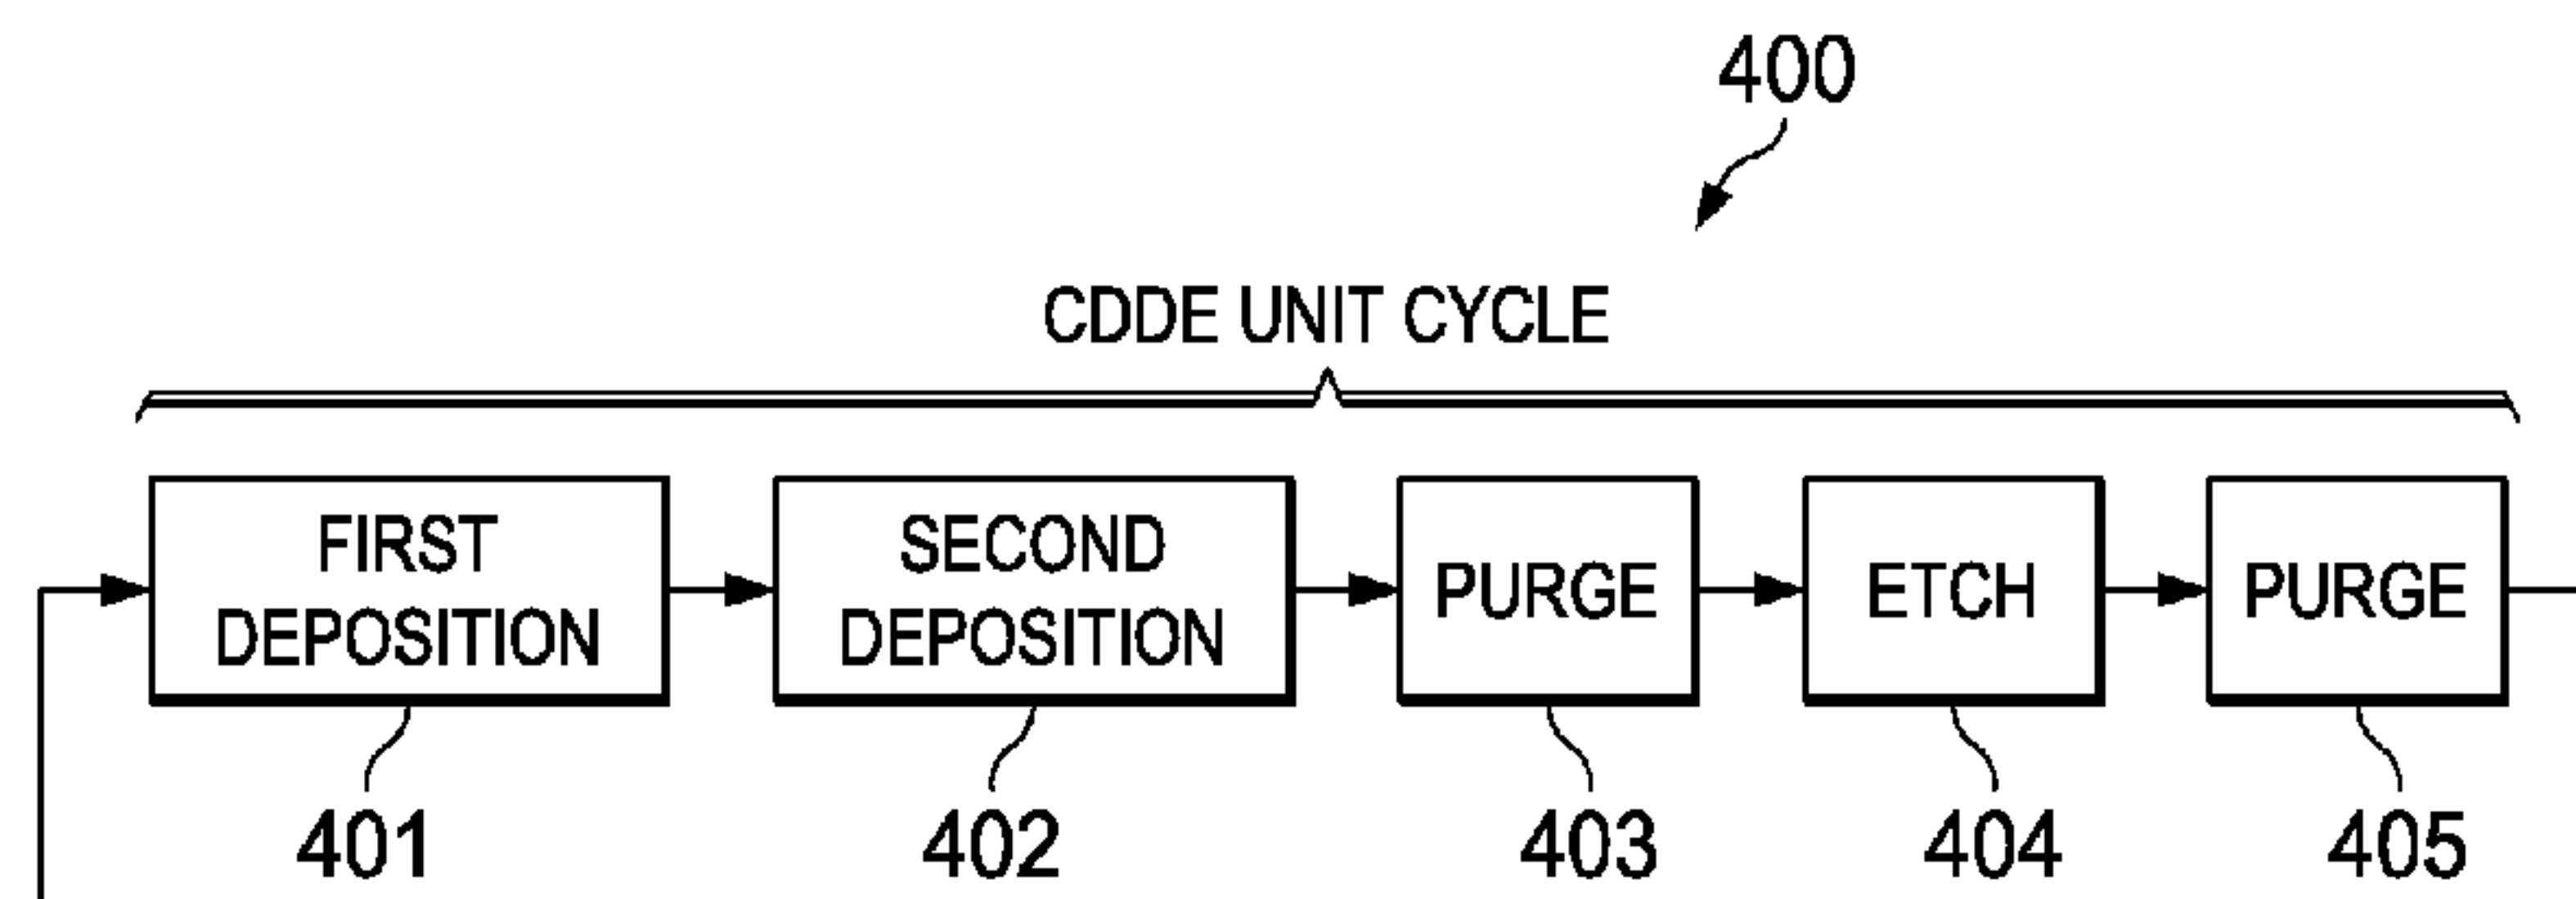 400
CDDE UNIT CYCLE
FIRST
DEPOSITION
SECOND
DEPOSITION
PURGE
ETCH
PURGE
401
402
403
404
405